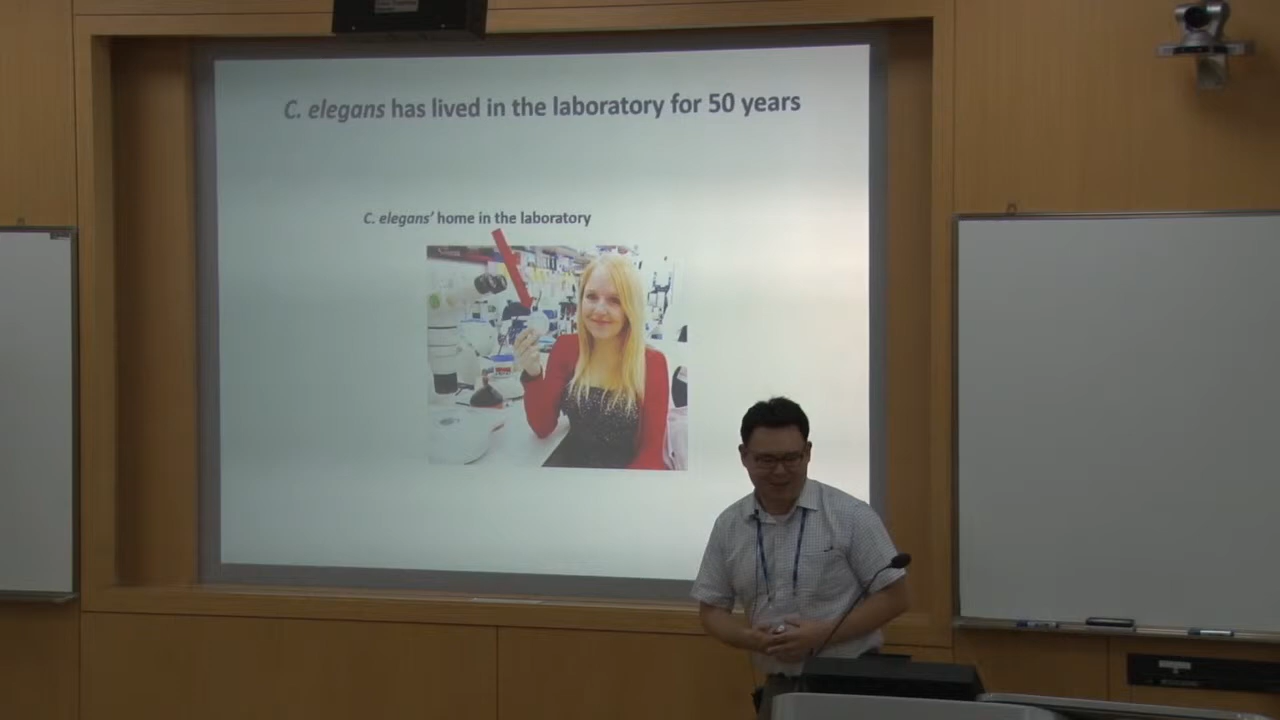 C. elegans has lived in the laboratory for 50 years
C. elegans’ home in the laboratory